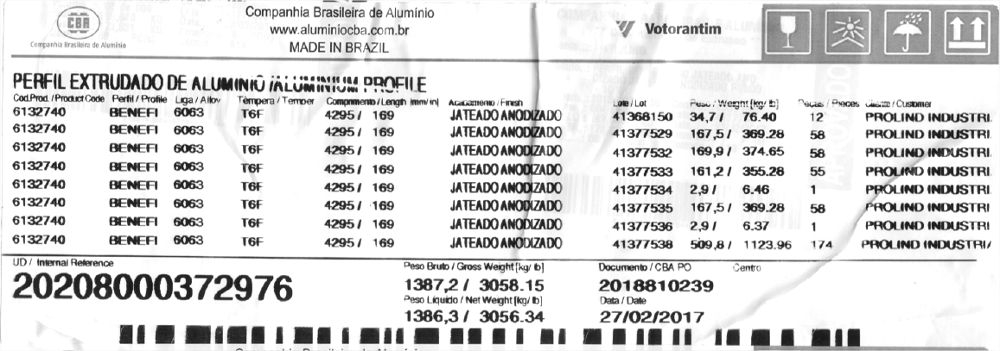 CBA
Companhia Brasileira de Alumínio
Companhia Brasileira de Alumínio
www.aluminiocba.com.br
MADE IN BRAZIL
Votorantim
PERFIL EXTRUDADO DE ALUMINIO /ALUMINIUM PROFILE
Cod.Prod. /Product Code Perfil / Profile Liga / Alloy Têmpera / Temper Comprimento / Length [mm/in] Acabamento / Finish Lote / Lot Peso / Weight [kg/ lb] Peças / Pieces Cliente / Customer
6132740 BENEFI 6063 T6F 4295 / 169 JATEADO ANODIZADO 41368150 34,7 / 76.40 12 PROLIND INDUSTRI
6132740 BENEFI 6063 T6F 4295 / 169 JATEADO ANODIZADO 41377529 167,5 / 369.28 58 PROLIND INDUSTRI
6132740 BENEFI 6063 T6F 4295 / 169 JATEADO ANODIZADO 41377532 169,9 / 374.65 58 PROLIND INDUSTRI
6132740 BENEFI 6063 T6F 4295 / 169 JATEADO ANODIZADO 41377533 161,2 / 355.28 55 PROLIND INDUSTRI
6132740 BENEFI 6063 T6F 4295 / 169 JATEADO ANODIZADO 41377534 2,9 / 6.46 1 PROLIND INDUSTRI
6132740 BENEFI 6063 T6F 4295 / 169 JATEADO ANODIZADO 41377535 167,5 / 369.28 58 PROLIND INDUSTRI
6132740 BENEFI 6063 T6F 4295 / 169 JATEADO ANODIZADO 41377536 2,9 / 6.37 1 PROLIND INDUSTRI
6132740 BENEFI 6063 T6F 4295 / 169 JATEADO ANODIZADO 41377538 509,8 / 1123.96 174 PROLIND INDUSTRIA
UD / Internal Reference
20208000372976
Peso Bruto / Gross Weight [kg/ lb]
1387,2 / 3058.15
Peso Líquido / Net Weight [kg/ lb]
1386,3 / 3056.34
Documento / CBA PO
2018810239
Data / Date
27/02/2017
Centro
Companhia Brasileira de Alumínio